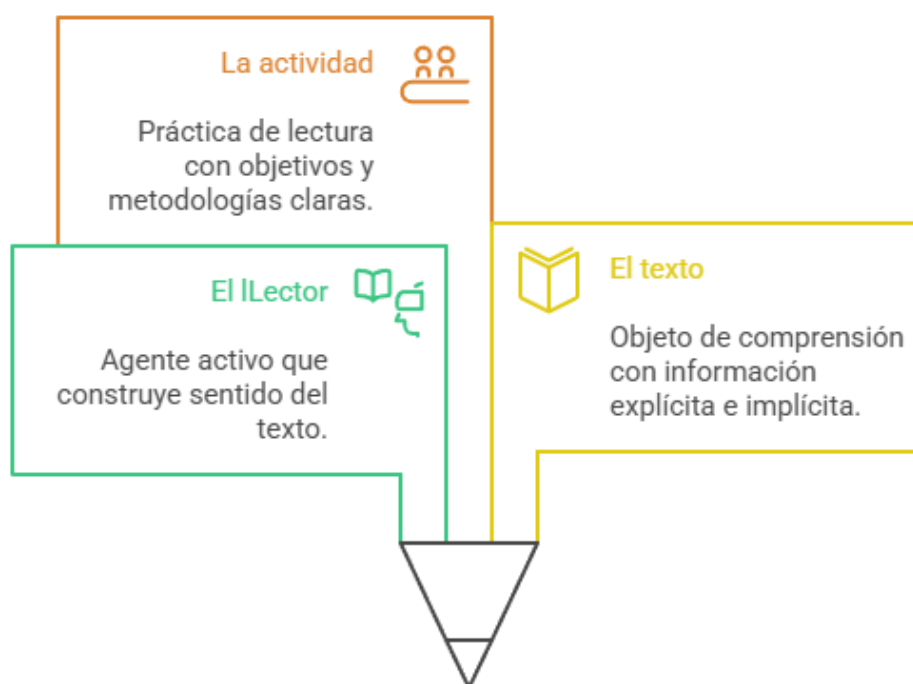 La actividad
Práctica de lectura
con objetivos y
metodologías claras.
El lLector
Agente activo que
construye sentido del
texto.
El texto
Objeto de comprensión
con información
explícita e implícita.